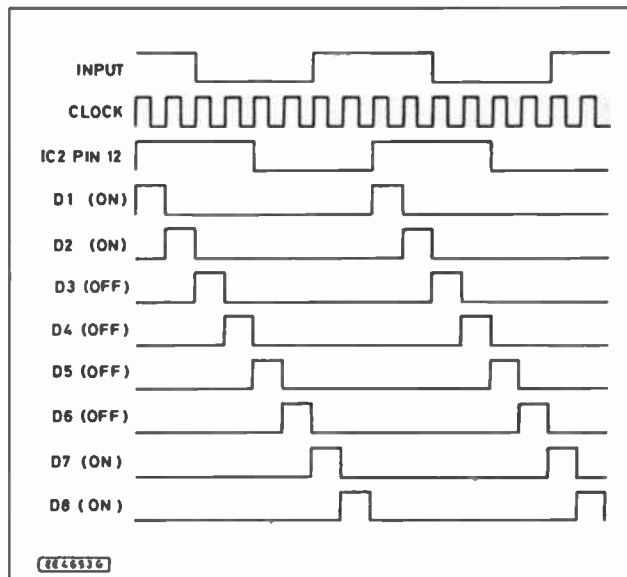 INPUT
CLOCK
IC2 PIN 12
D1 (ON)
D2 (ON)
D3 (OFF)
D4 (OFF)
D5 (OFF)
D6 (OFF)
D7 (ON)
D8 (ON)
EE4653G